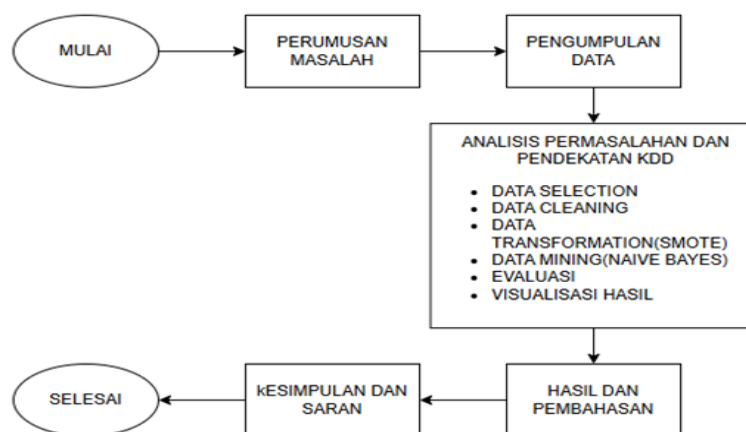 MULAI
PERUMUSAN
MASALAH
PENGUMPULAN
DATA
ANALISIS PERMASALAHAN DAN
PENDEKATAN KDD
• DATA SELECTION
• DATA CLEANING
• DATA
TRANSFORMATION(SMOTE)
• DATA MINING(NAIVE BAYES)
• EVALUASI
• VISUALISASI HASIL
HASIL DAN
PEMBAHASAN
kESIMPULAN DAN
SARAN
SELESAI